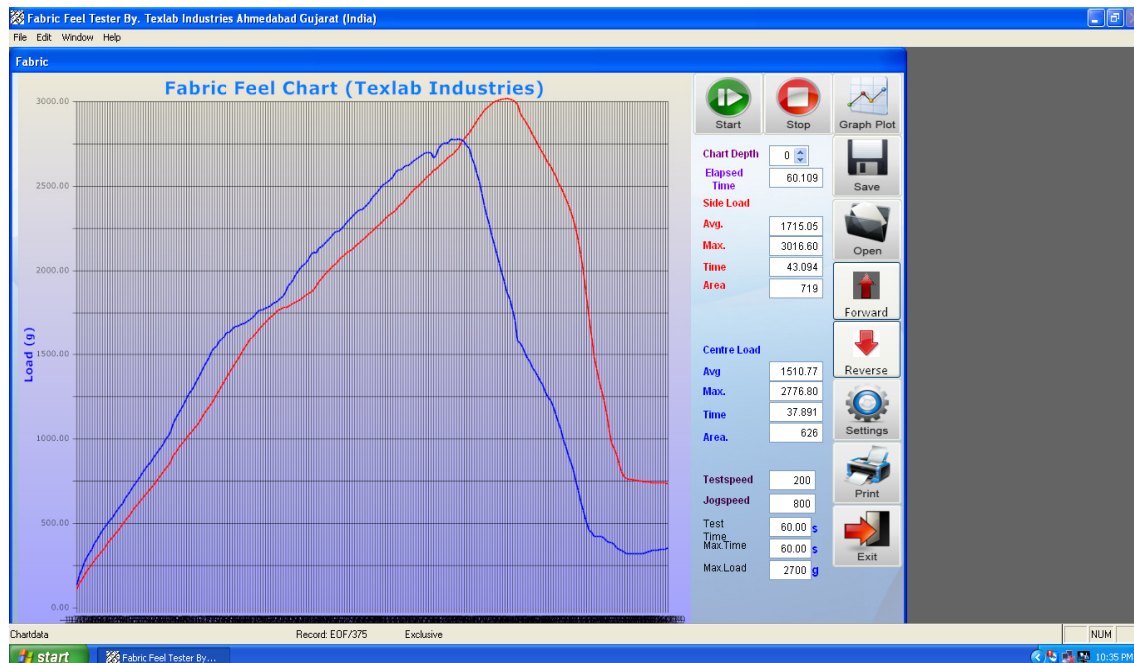 Fabric Feel Tester By. Texlab Industries Ahmedabad Gujarat (India)
File Edit Window Help
Fabric
Fabric Feel Chart (Texlab Industries)
3000.00
2500.00
2000.00
1500.00
1000.00
500.00
0.00
Load (g)
Start Stop Graph Plot
Chart Depth 0
Elapsed Time 60.109
Save
Side Load
Avg. 1715.05
Max. 3016.60
Open
Time 43.094
Area 719
Forward
Centre Load
Reverse
Avg 1510.77
Max. 2776.80
Time 37.891
Area. 626
Settings
Testspeed 200
Jogspeed 800
Print
Test Time 60.00 s
Max.Time 60.00 s
Max.Load 2700 g
Exit
Chartdata Record: EOF/375 Exclusive NUM
start Fabric Feel Tester By... 10:35 PM